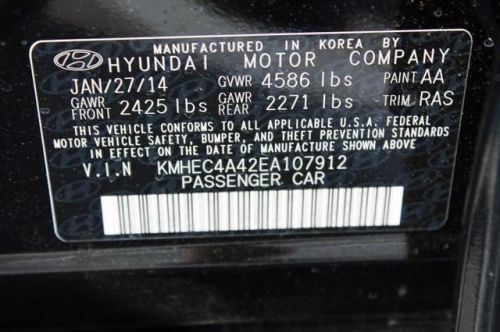 MANUFACTURED IN KOREA BY
HYUNDAI MOTOR COMPANY
JAN/27/14 GVWR 4586 lbs PAINT AA
GAWR FRONT 2425 lbs GAWR REAR 2271 lbs TRIM RAS
THIS VEHICLE CONFORMS TO ALL APPLICABLE U.S.A. FEDERAL
MOTOR VEHICLE SAFETY, BUMPER, AND THEFT PREVENTION STANDARDS
IN EFFECT ON THE DATE OF MANUFACTURE SHOWN ABOVE.
V.I.N KMHEC4A42EA107912
PASSENGER CAR